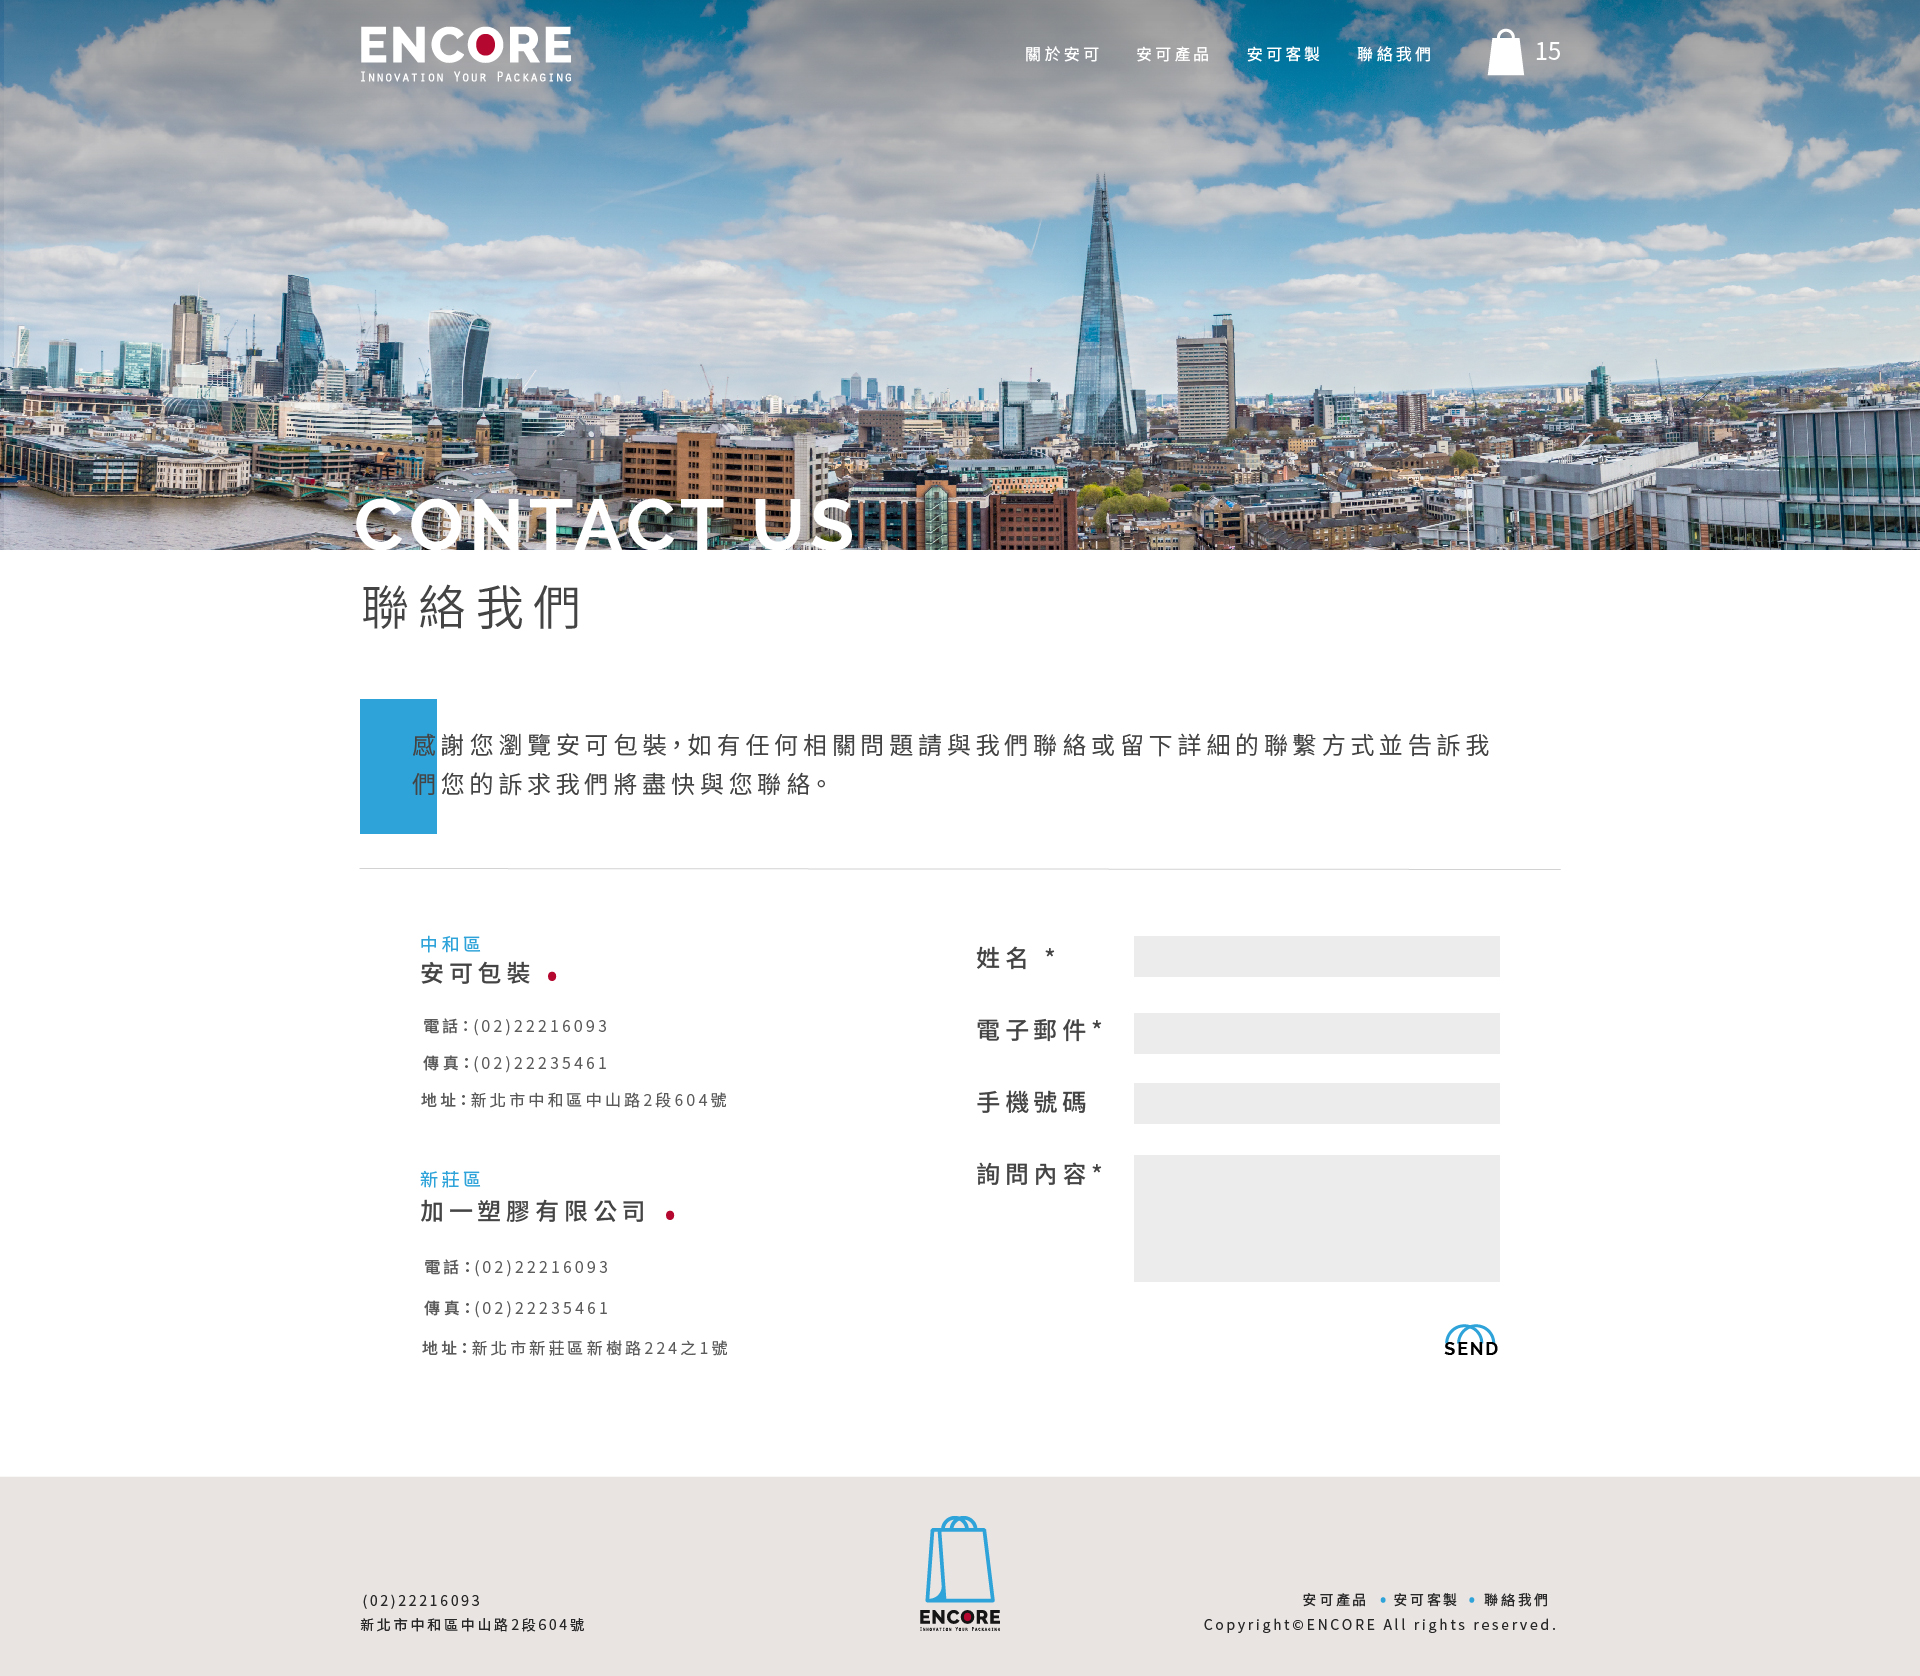 ENCORE
Innovation Your Packaging
關於安可 安可產品 安可客製 聯絡我們 15
CONTACT US
聯絡我們
感謝您瀏覽安可包裝,如有任何相關問題請與我們聯絡或留下詳細的聯繫方式並告訴我
們您的訴求我們將盡快與您聯絡。
中和區
安可包裝
電話:(02)22216093
傳真:(02)22235461
地址:新北市中和區中山路2段604號
新莊區
加一塑膠有限公司
電話:(02)22216093
傳真:(02)22235461
地址:新北市新莊區新樹路224之1號
姓名 *
電子郵件*
手機號碼
詢問內容*
SEND
(02)22216093
新北市中和區中山路2段604號
ENCORE
Innovation Your Packaging
安可產品 • 安可客製 • 聯絡我們
Copyright©ENCORE All rights reserved.